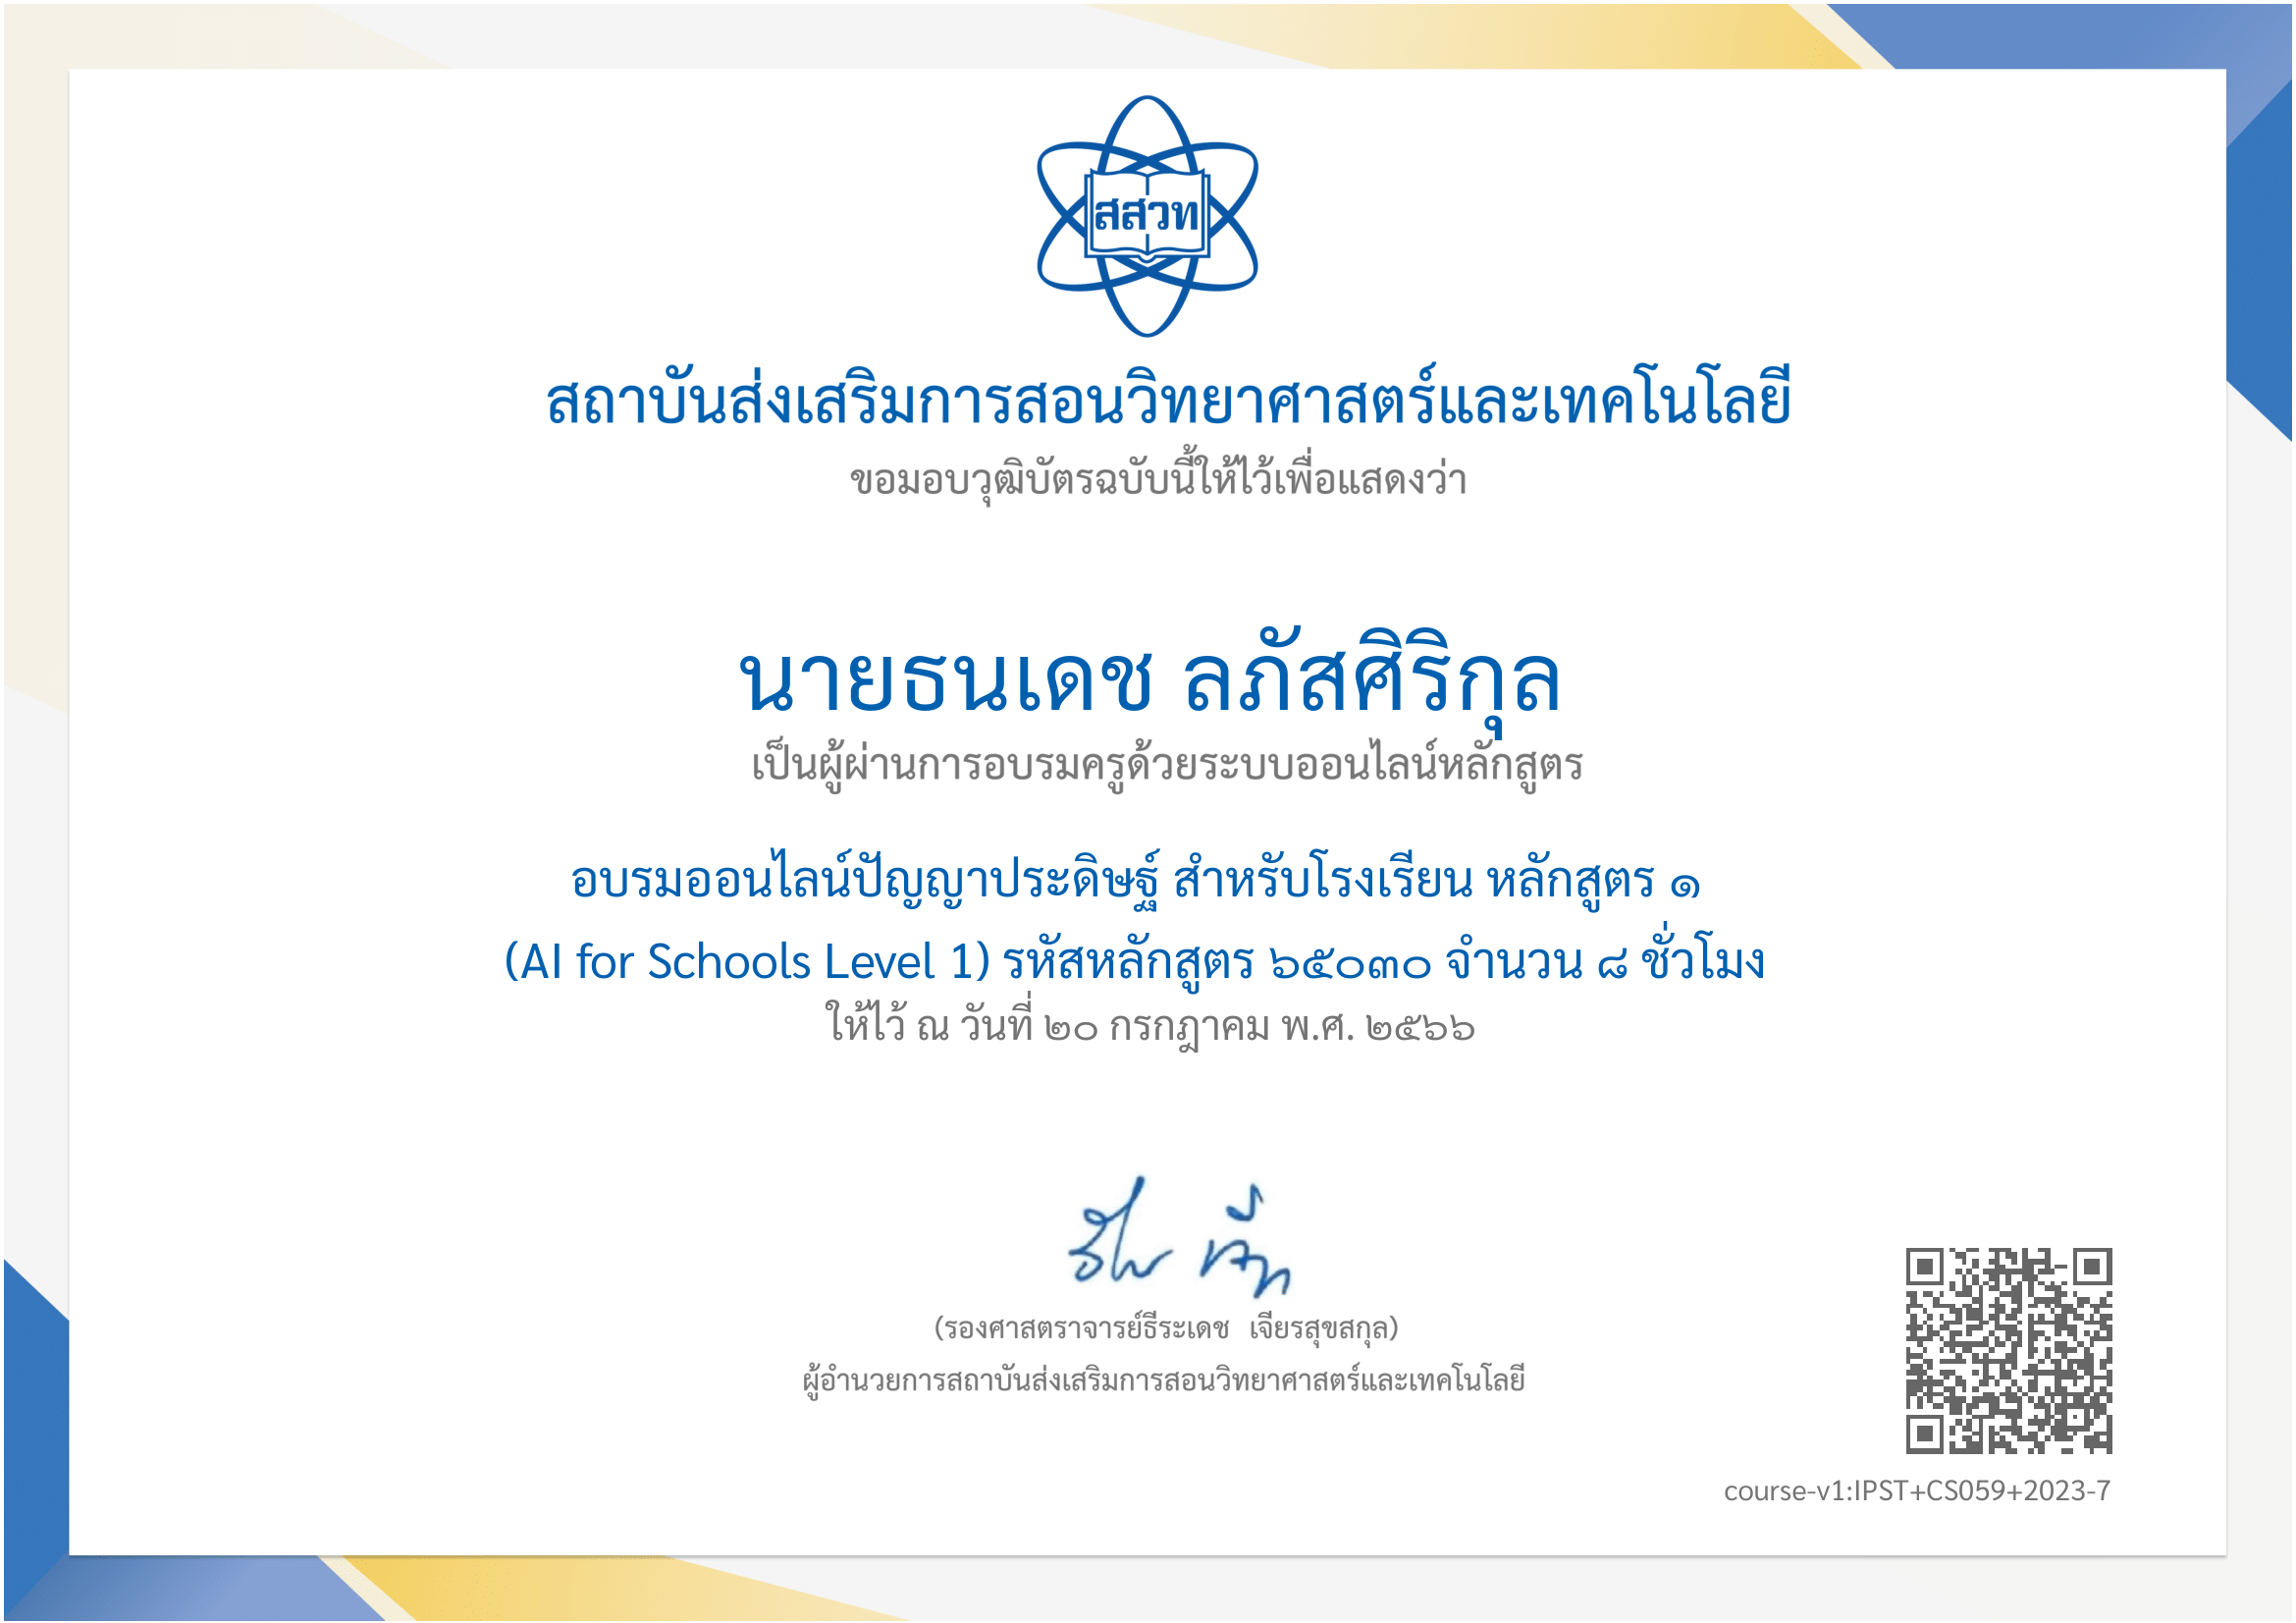 สสวท
สถาบันส่งเสริมการสอนวิทยาศาสตร์และเทคโนโลยี
ขอมอบวุฒิบัตรฉบับนี้ให้ไว้เพื่อแสดงว่า
นายธนเดช ลภัสศิริกุล
เป็นผู้ผ่านการอบรมครูด้วยระบบออนไลน์หลักสูตร
อบรมออนไลน์ปัญญาประดิษฐ์ สำหรับโรงเรียน หลักสูตร ๑
(AI for Schools Level 1) รหัสหลักสูตร ๖๕๐๓๐ จำนวน ๘ ชั่วโมง
ให้ไว้ ณ วันที่ ๒๐ กรกฎาคม พ.ศ. ๒๕๖๖
(รองศาสตราจารย์ธีระเดช เจียรสุขสกุล)
ผู้อำนวยการสถาบันส่งเสริมการสอนวิทยาศาสตร์และเทคโนโลยี
course-v1:IPST+CS059+2023-7